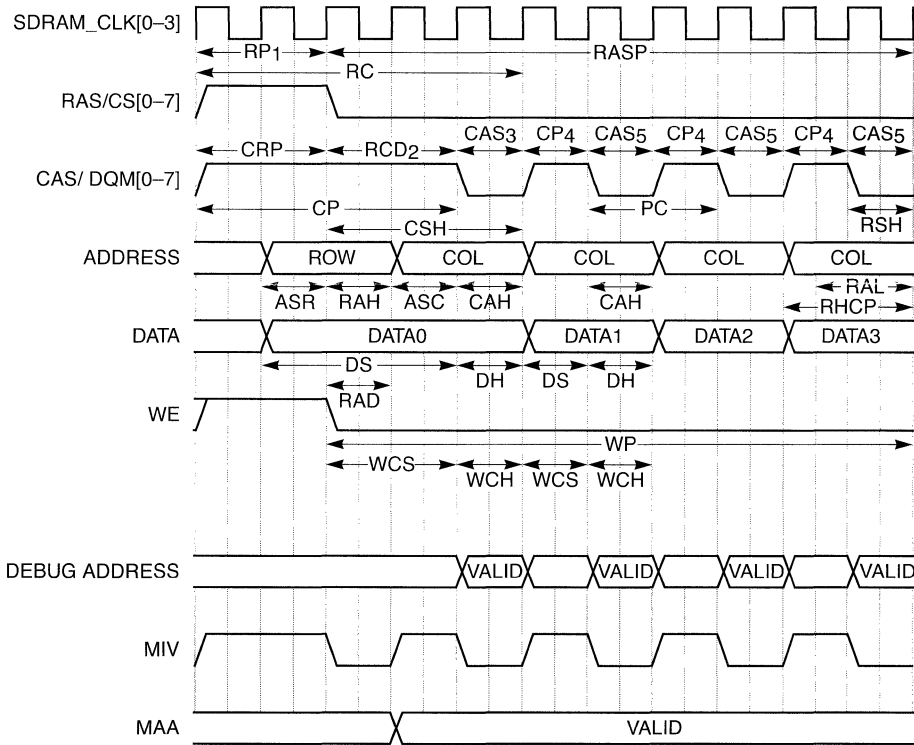 SDRAM_CLK[0–3]
RP1
RASP
RC
RAS/CS[0–7]
CAS3 CP4 CAS5 CP4 CAS5 CP4 CAS5
CRP RCD2
CAS/ DQM[0–7]
CP PC
CSH RSH
ADDRESS ROW COL COL COL COL
ASR RAH ASC CAH CAH RAL
RHCP
DATA DATA0 DATA1 DATA2 DATA3
DS DH DS DH
RAD
WE
WP
WCS WCH WCS WCH
DEBUG ADDRESS VALID VALID VALID VALID
MIV
MAA VALID